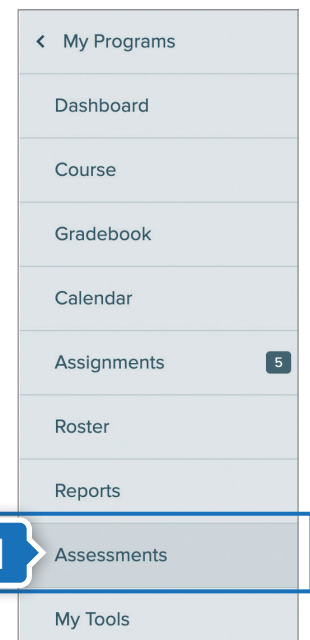 < My Programs
Dashboard
Course
Gradebook
Calendar
Assignments 5
Roster
Reports
Assessments
My Tools